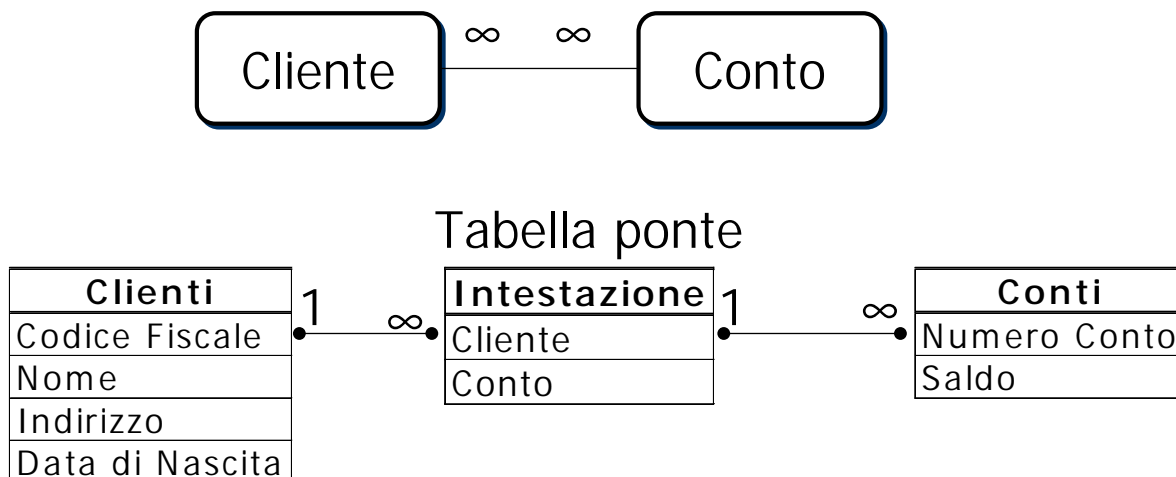 ∞ ∞
Cliente Conto
Tabella ponte
Clienti
Codice Fiscale
Nome
Indirizzo
Data di Nascita
1 ∞
Intestazione
Cliente
Conto
1 ∞
Conti
Numero Conto
Saldo